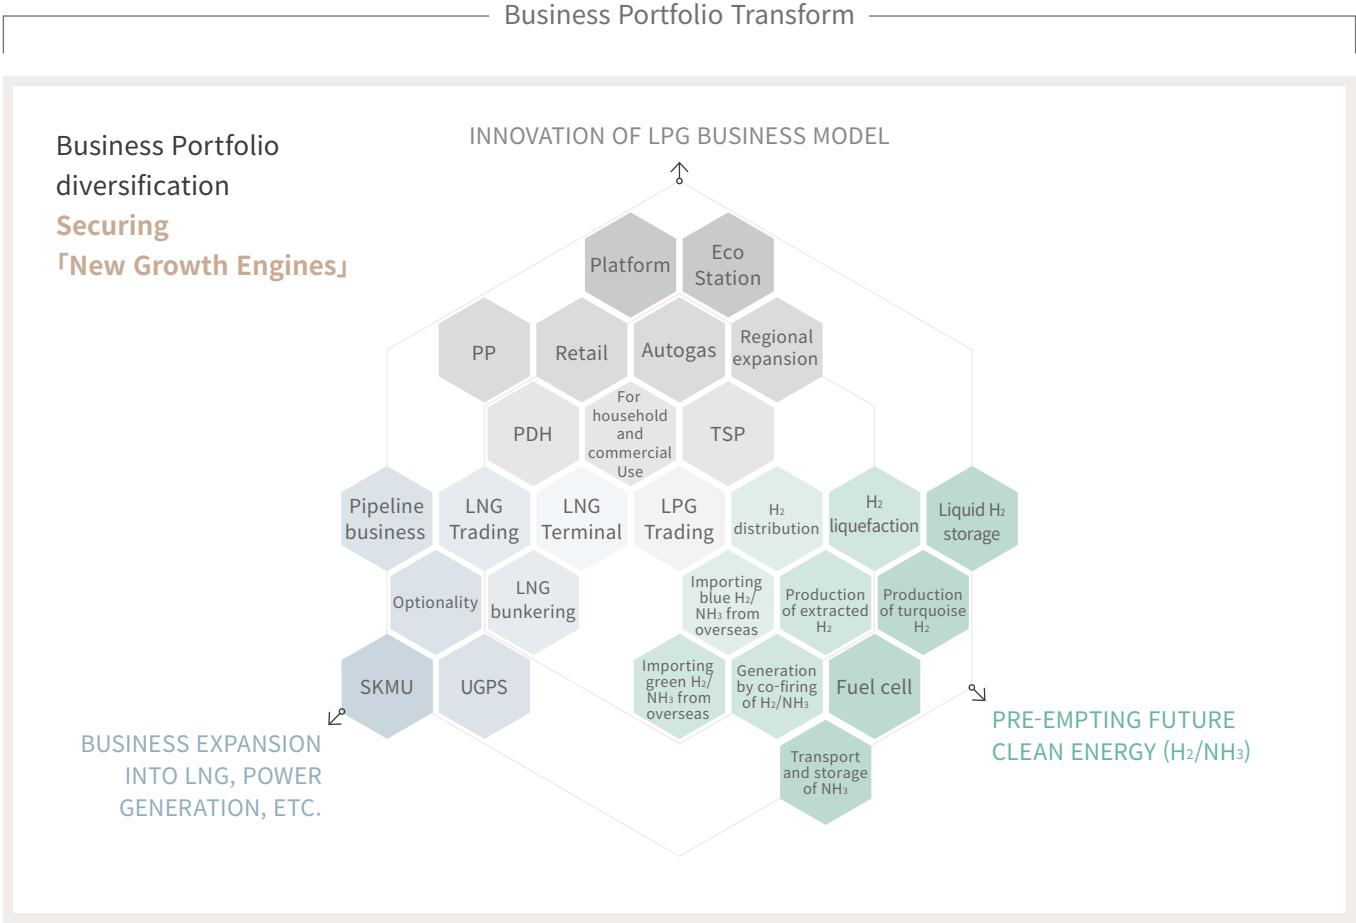 Business Portfolio Transform
Business Portfolio
diversification
Securing
「New Growth Engines」
INNOVATION OF LPG BUSINESS MODEL
Platform
Eco
Station
PP
Retail
Autogas
Regional
expansion
PDH
For
household
and
commercial
Use
TSP
Pipeline
business
LNG
Trading
LNG
Terminal
LPG
Trading
H₂
distribution
H₂
liquefaction
Liquid H₂
storage
Optionality
LNG
bunkering
Importing
blue H₂/
NH₃ from
overseas
Production
of extracted
H₂
Production
of turquoise
H₂
SKMU
UGPS
Importing
green H₂/
NH₃ from
overseas
Generation
by co-firing
of H₂/NH₃
Fuel cell
Transport
and storage
of NH₃
BUSINESS EXPANSION
INTO LNG, POWER
GENERATION, ETC.
PRE-EMPTING FUTURE
CLEAN ENERGY (H₂/NH₃)